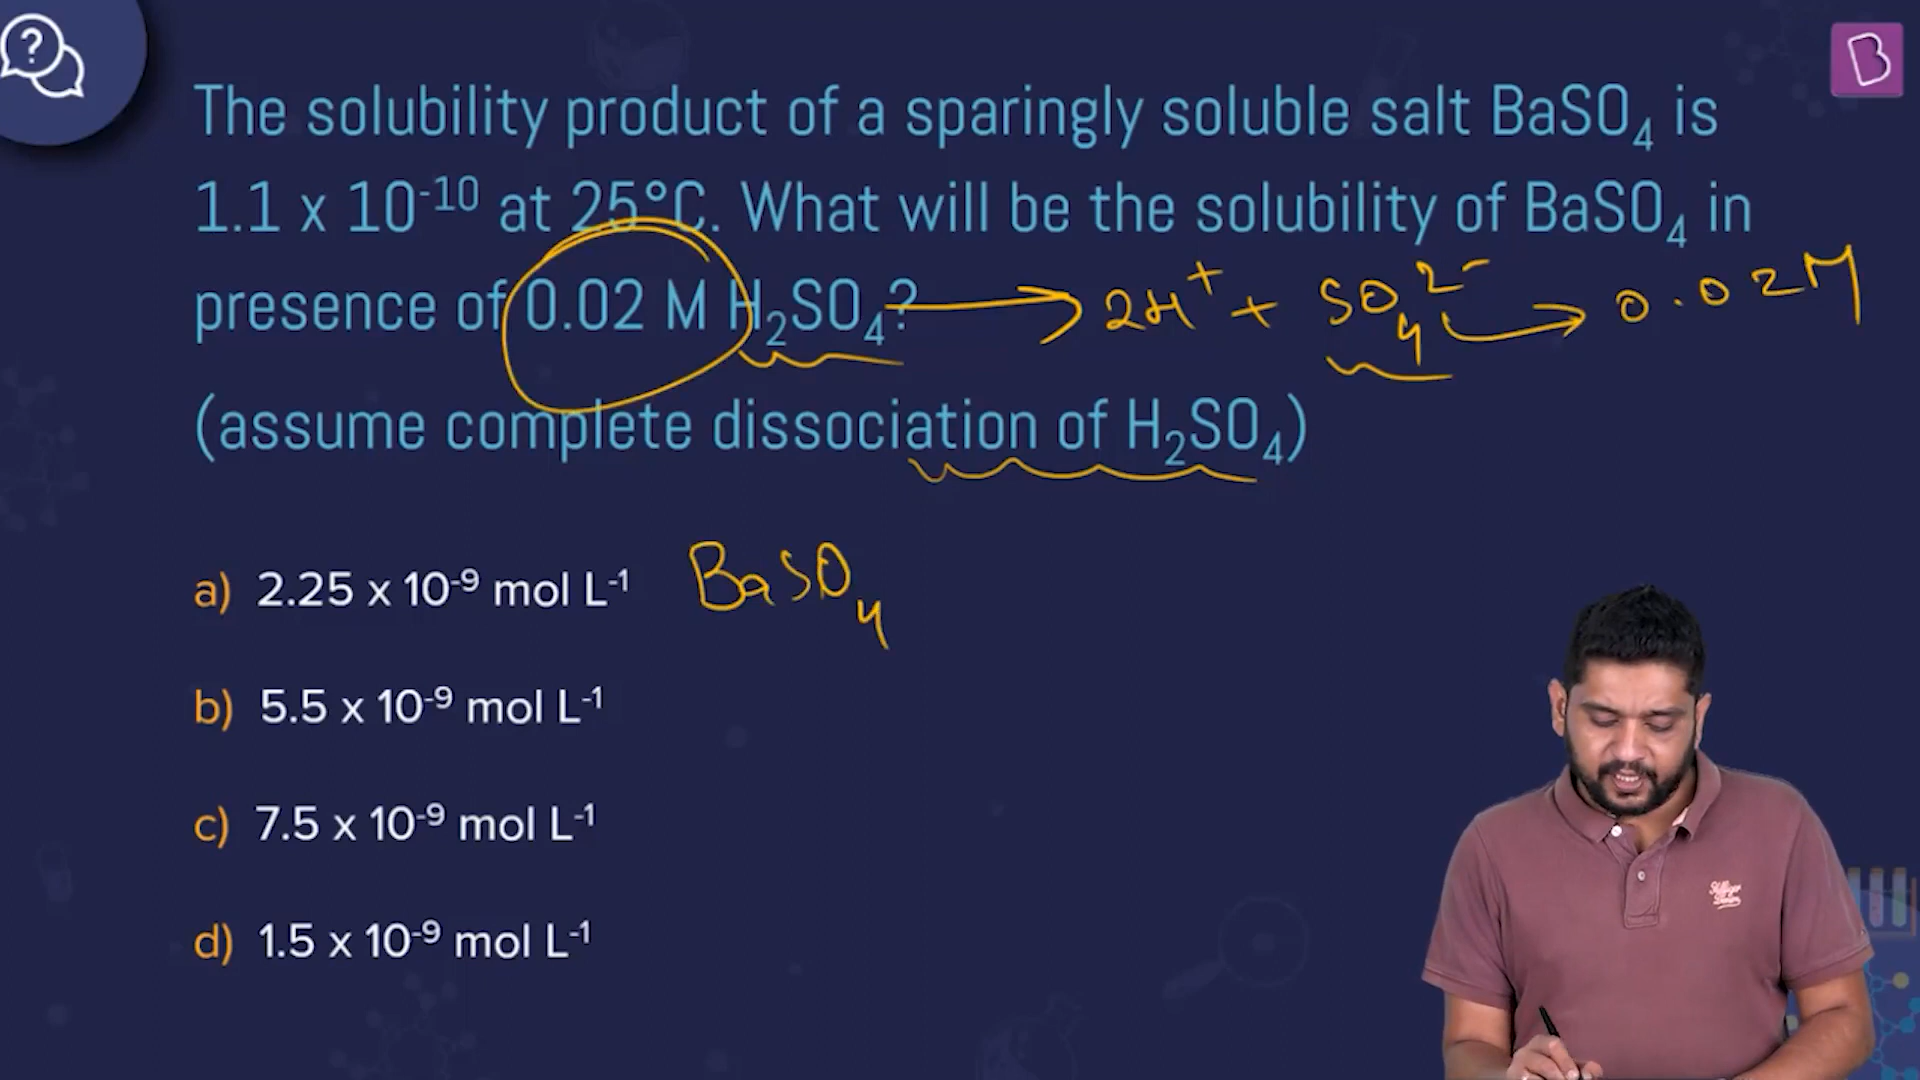 The solubility product of a sparingly soluble salt BaSO₄ is
1.1 x 10⁻¹⁰ at 25°C. What will be the solubility of BaSO₄ in
presence of 0.02 M H₂SO₄? → 2H⁺ + SO₄²⁻ → 0.02M
(assume complete dissociation of H₂SO₄)
a) 2.25 x 10⁻⁹ mol L⁻¹ BaSO₄
b) 5.5 x 10⁻⁹ mol L⁻¹
c) 7.5 x 10⁻⁹ mol L⁻¹
d) 1.5 x 10⁻⁹ mol L⁻¹